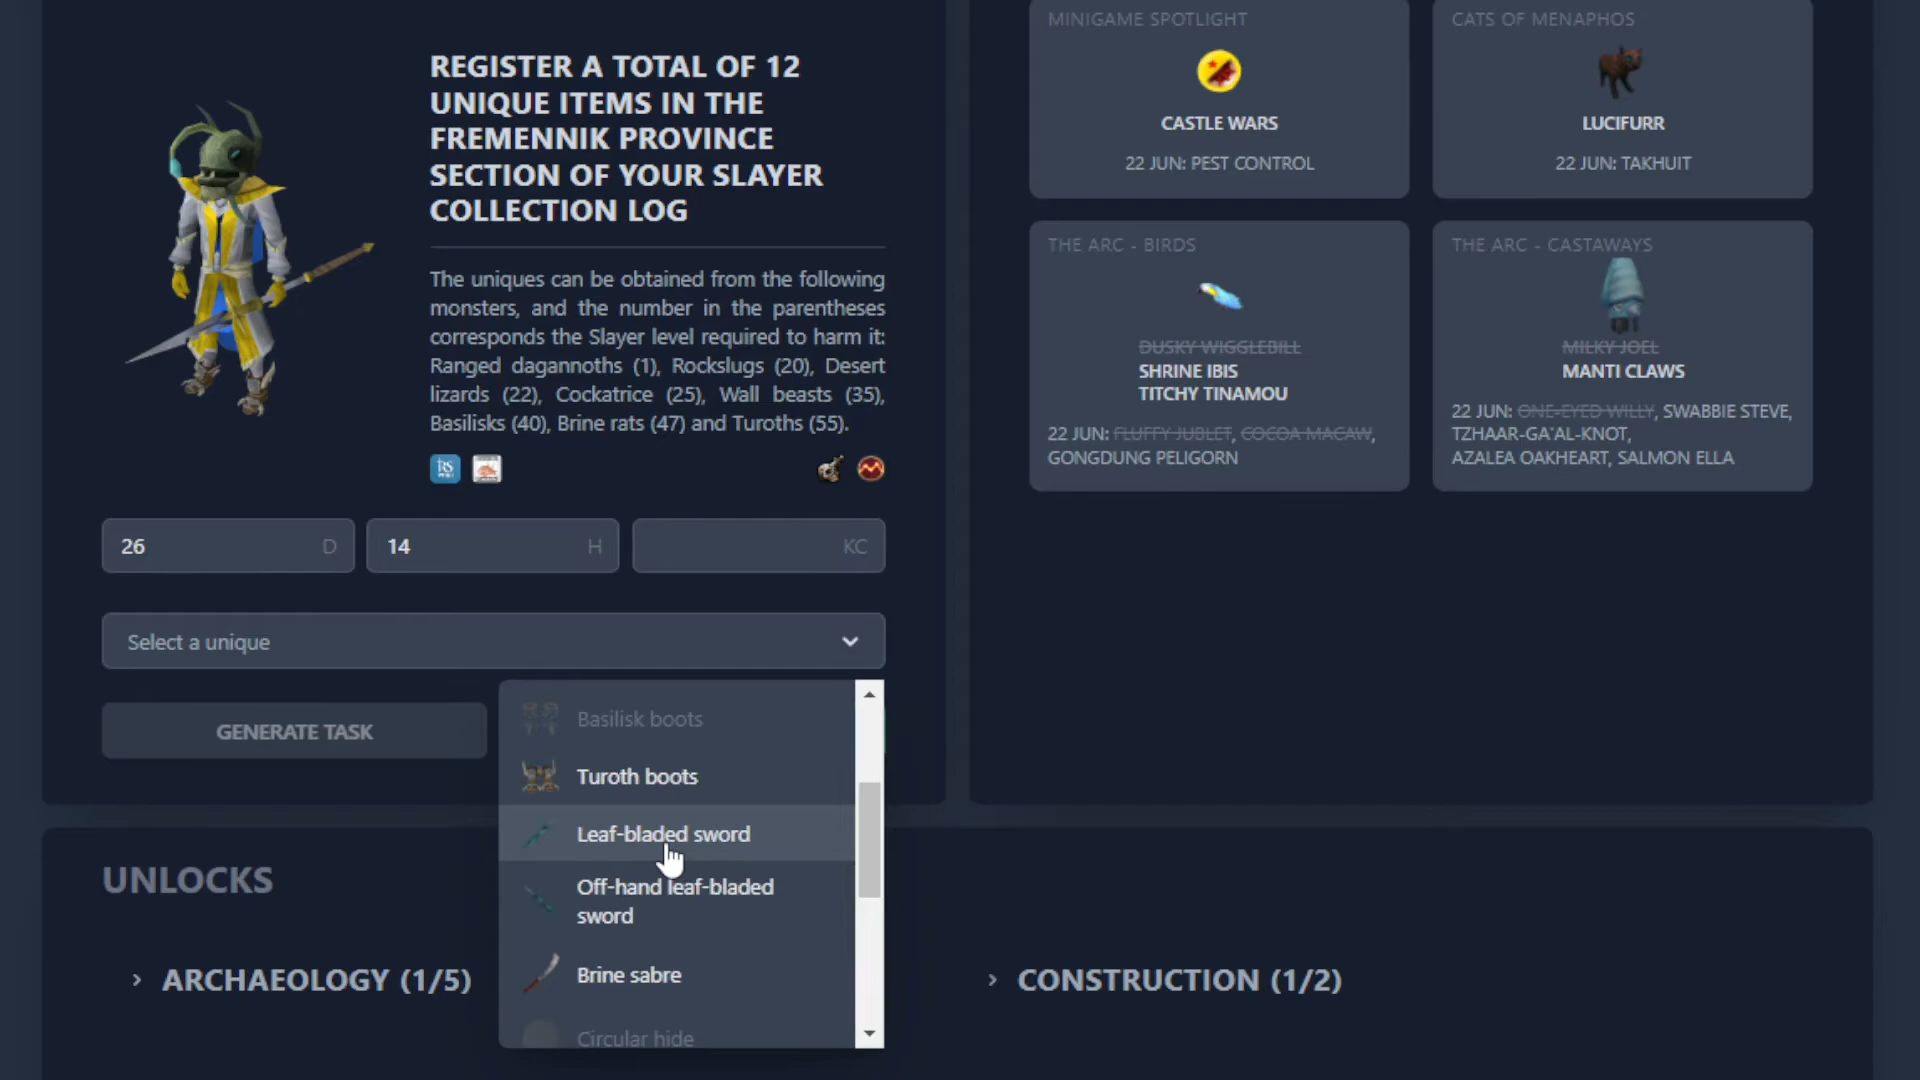 REGISTER A TOTAL OF 12
UNIQUE ITEMS IN THE
FREMENNIK PROVINCE
SECTION OF YOUR SLAYER
COLLECTION LOG
The uniques can be obtained from the following
monsters, and the number in the parentheses
corresponds the Slayer level required to harm it:
Ranged dagannoths (1), Rockslugs (20), Desert
lizards (22), Cockatrice (25), Wall beasts (35),
Basilisks (40), Brine rats (47) and Turoths (55).
RS
26 D
14 H
KC
Select a unique
GENERATE TASK
Basilisk boots
Turoth boots
Leaf-bladed sword
Off-hand leaf-bladed
sword
Brine sabre
Circular hide
MINIGAME SPOTLIGHT
CASTLE WARS
22 JUN: PEST CONTROL
CATS OF MENAPHOS
LUCIFURR
22 JUN: TAKHUIT
THE ARC - BIRDS
DUSKY WIGGLEBILL
SHRINE IBIS
TITCHY TINAMOU
22 JUN: FLUFFY JUBLET, COCOA MACAW,
GONGDUNG PELIGORN
THE ARC - CASTAWAYS
MILKY JOEL
MANTI CLAWS
22 JUN: ONE-EYED WILLY, SWABBIE STEVE,
TZHAAR-GA'AL-KNOT,
AZALEA OAKHEART, SALMON ELLA
UNLOCKS
ARCHAEOLOGY (1/5)
CONSTRUCTION (1/2)